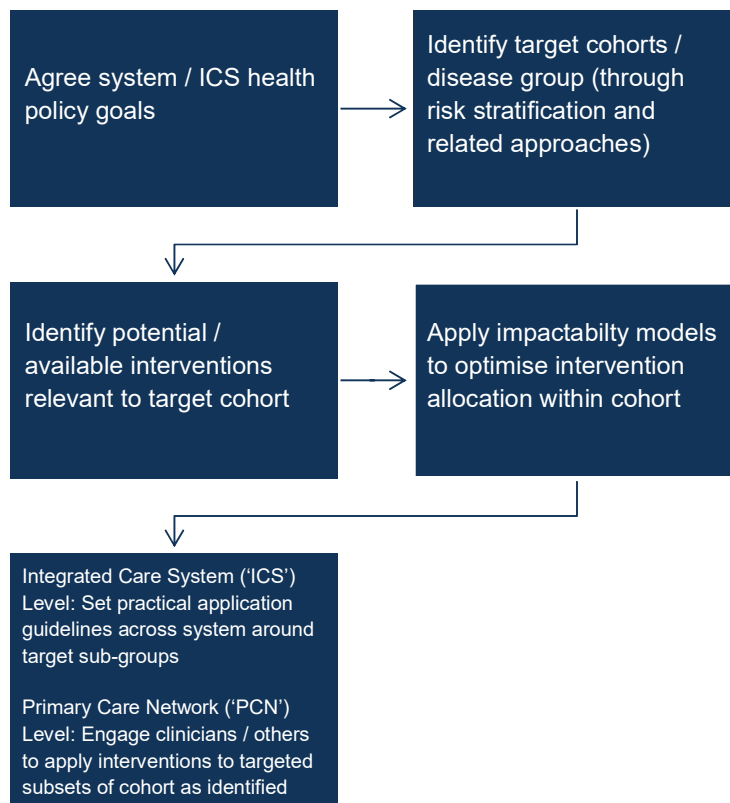 Agree system / ICS health
policy goals
Identify target cohorts /
disease group (through
risk stratification and
related approaches)
Identify potential /
available interventions
relevant to target cohort
Apply impactabilty models
to optimise intervention
allocation within cohort
Integrated Care System (‘ICS’)
Level: Set practical application
guidelines across system around
target sub-groups
Primary Care Network (‘PCN’)
Level: Engage clinicians / others
to apply interventions to targeted
subsets of cohort as identified